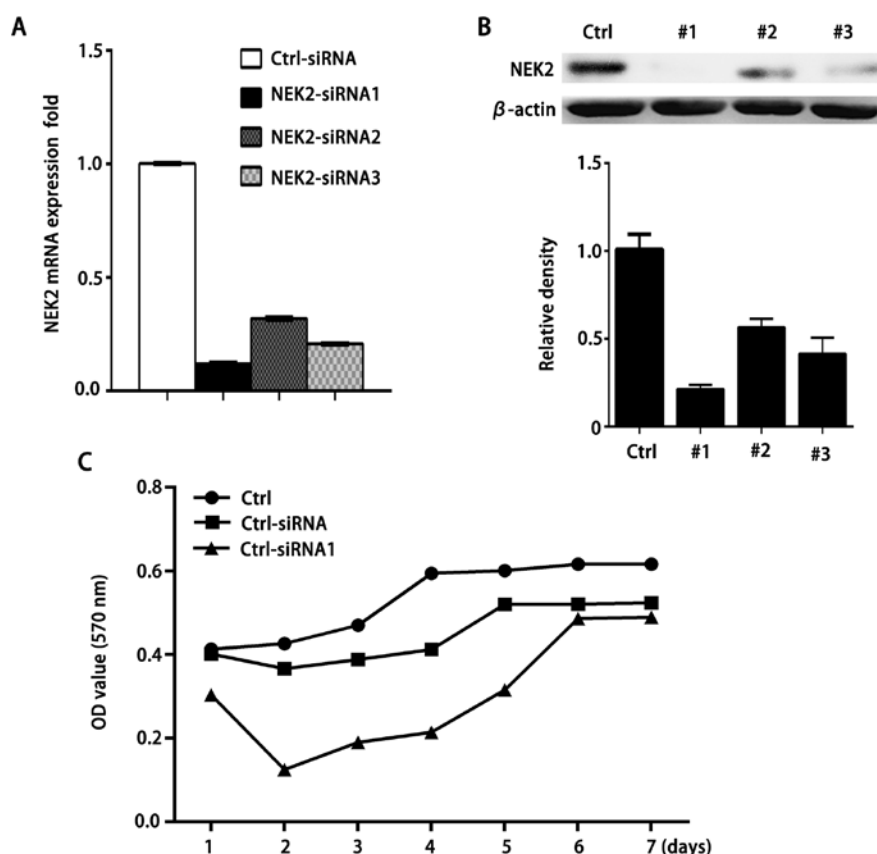 A
NEK2 mRNA expression fold
1.5
1.0
0.5
0.0
Ctrl-siRNA
NEK2-siRNA1
NEK2-siRNA2
NEK2-siRNA3
B
Ctrl #1 #2 #3
NEK2
β-actin
Relative density
1.5
1.0
0.5
0
Ctrl #1 #2 #3
C
OD value (570 nm)
0.8
0.6
0.4
0.2
0.0
Ctrl
Ctrl-siRNA
Ctrl-siRNA1
1 2 3 4 5 6 7 (days)